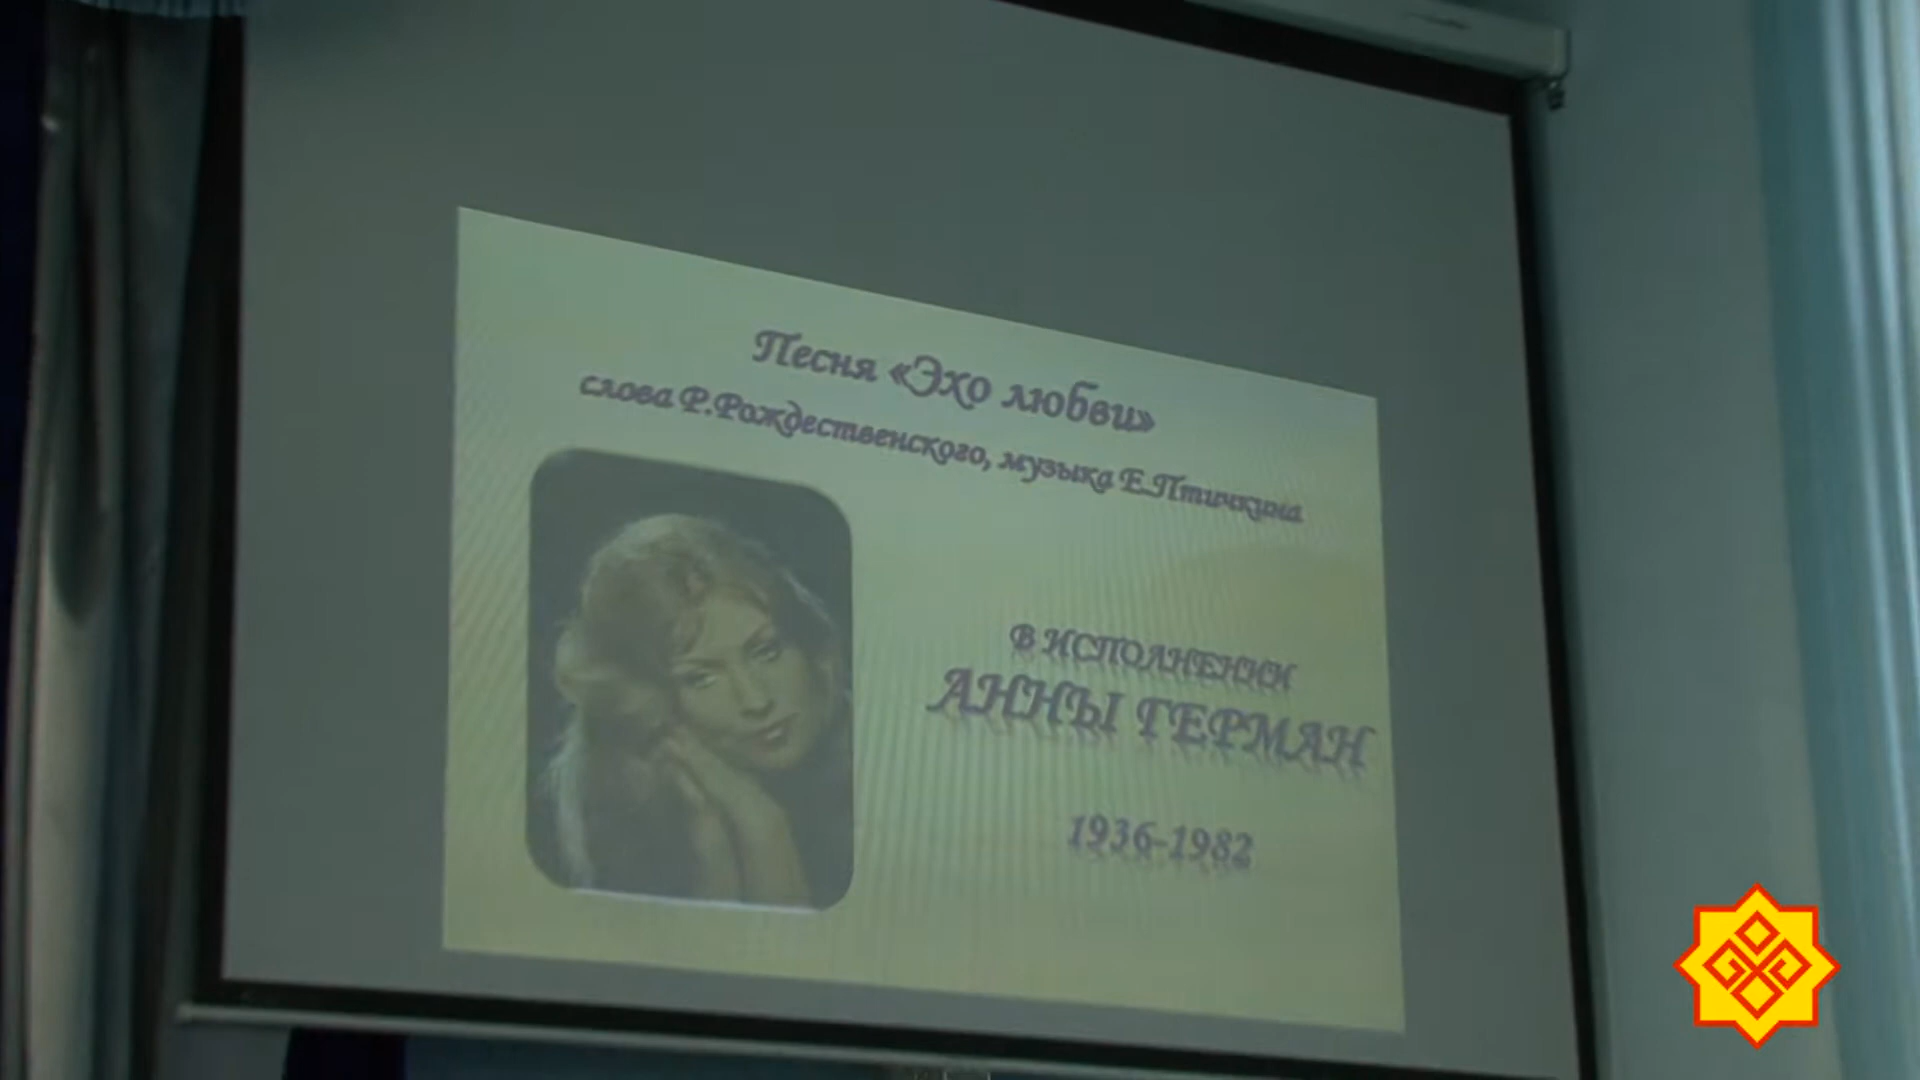 Песня «Эхо любви»
слова Р.Рождественского, музыка Е.Птичкина
В ИСПОЛНЕНИИ
АННЫ ГЕРМАН
1936-1982